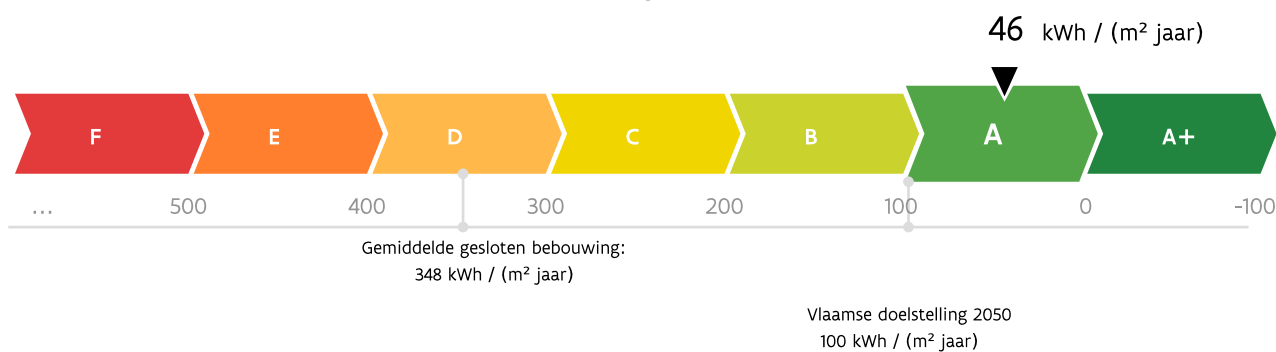 46 kWh / (m² jaar)
F E D C B A A+
... 500 400 300 200 100 0 -100
Gemiddelde gesloten bebouwing:
348 kWh / (m² jaar)
Vlaamse doelstelling 2050
100 kWh / (m² jaar)